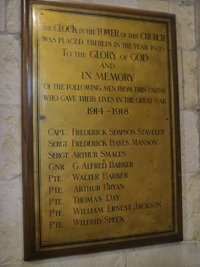 THE CLOCK IN THE TOWER OF THIS CHURCH
WAS PLACED THEREIN IN THE YEAR 1920
TO THE GLORY OF GOD
AND
IN MEMORY
OF THE FOLLOWING MEN FROM THIS PARISH
WHO GAVE THEIR LIVES IN THE GREAT WAR
1914-1918
CAPT. FREDERICK SIMPSON STAVELEY
SERGT FREDERICK HAYES MANSON
SERGT ARTHUR SMALES
GNR G. ALFRED BARKER
PTE. WALTER BARKER
PTE. ARTHUR BRYAN
PTE. THOMAS DAY
PTE. WILLIAM ERNEST JACKSON
PTE. WILFRID SPECK